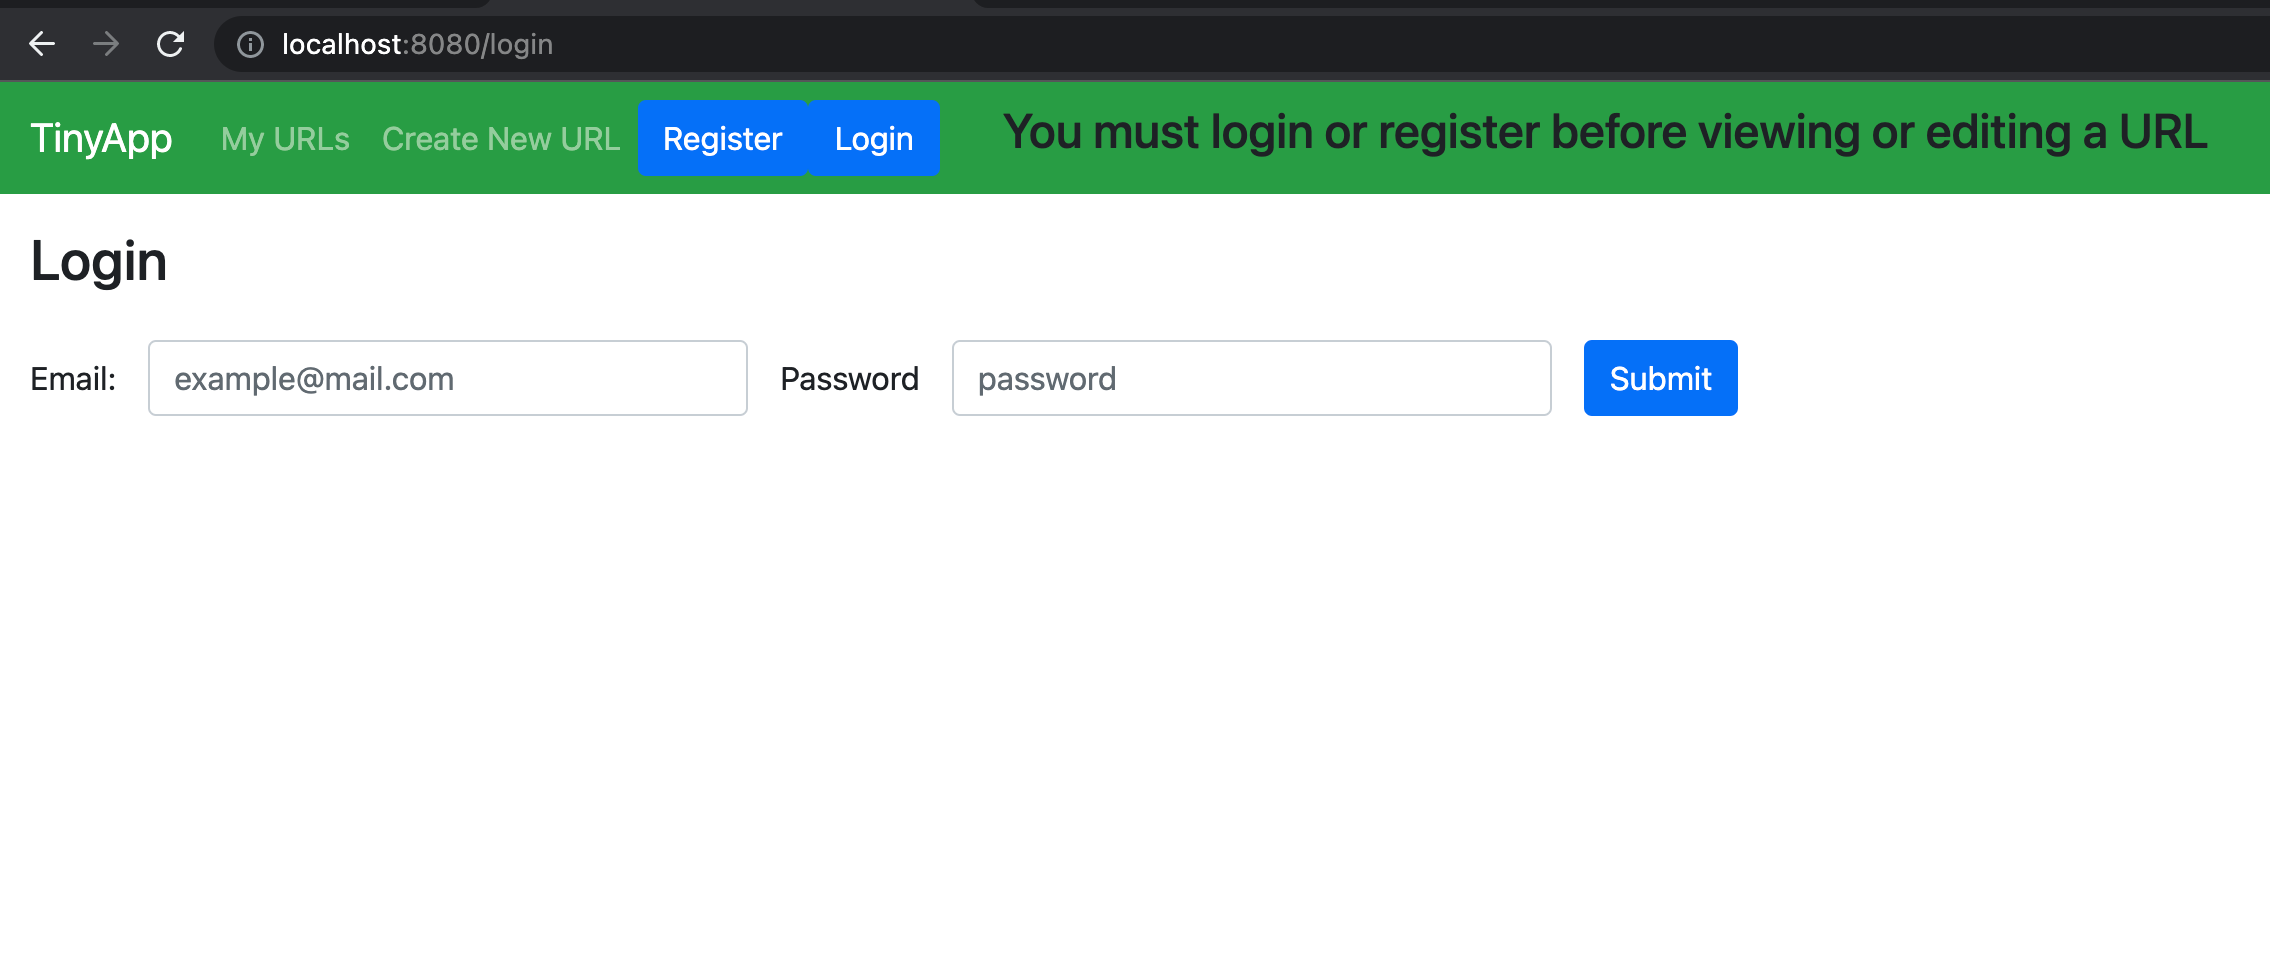 localhost:8080/login
TinyApp My URLs Create New URL Register Login You must login or register before viewing or editing a URL
Login
Email: example@mail.com Password password Submit